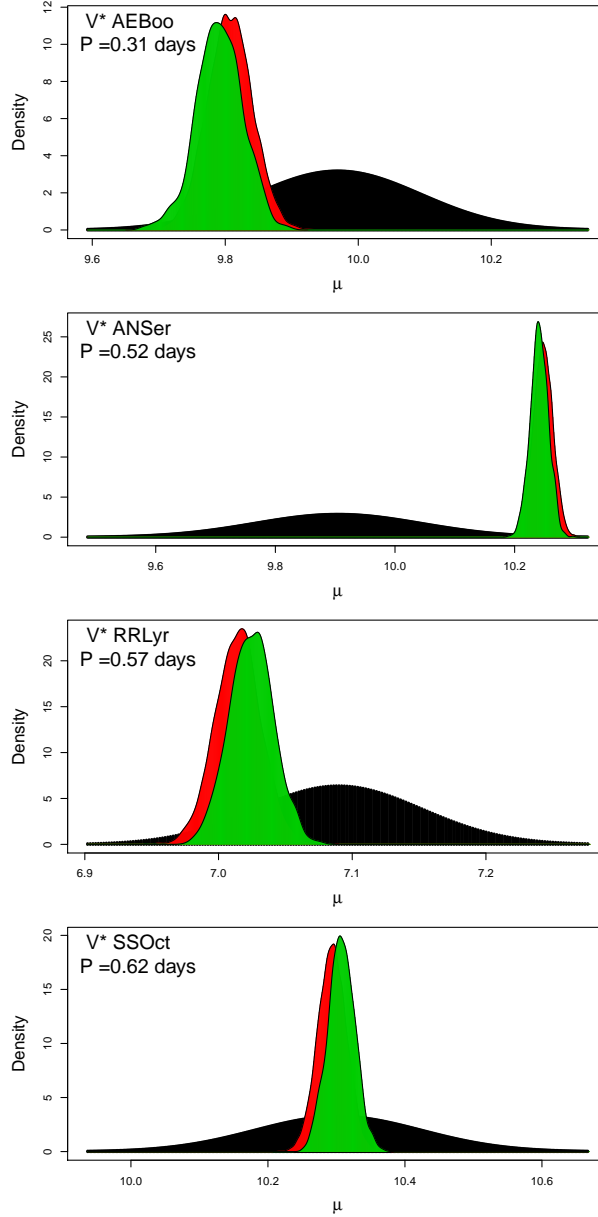 V* AEBoo
P =0.31 days
Density
0 2 4 6 8 10 12
9.6 9.8 10.0 10.2
μ
V* ANSer
P =0.52 days
Density
0 5 10 15 20 25
9.6 9.8 10.0 10.2
μ
V* RRLyr
P =0.57 days
Density
0 5 10 15 20
6.9 7.0 7.1 7.2
μ
V* SSOct
P =0.62 days
Density
0 5 10 15 20
10.0 10.2 10.4 10.6
μ